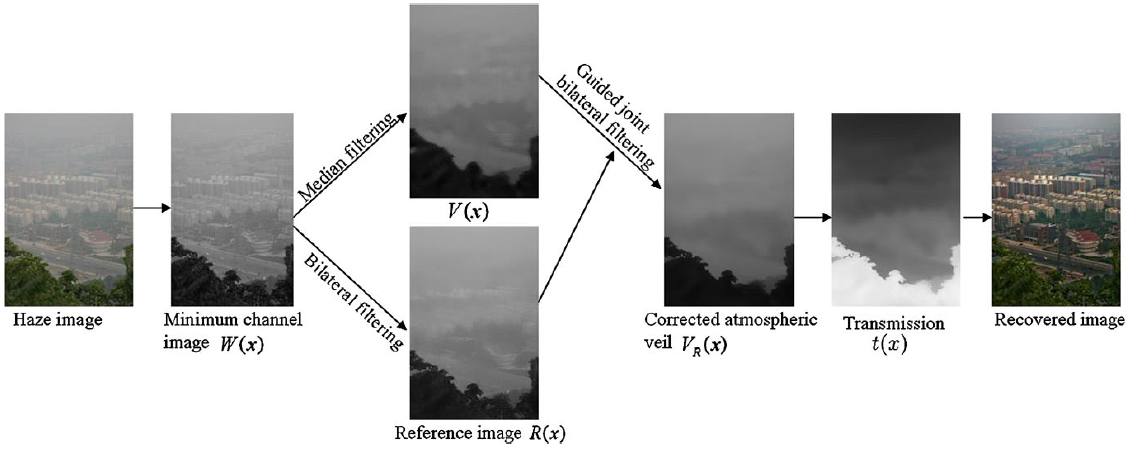 Haze image
Minimum channel
image W(x)
Median filtering
Bilateral filtering
V(x)
Reference image R(x)
Guided joint
bilateral filtering
Corrected atmospheric
veil V_R(x)
Transmission
t(x)
Recovered image